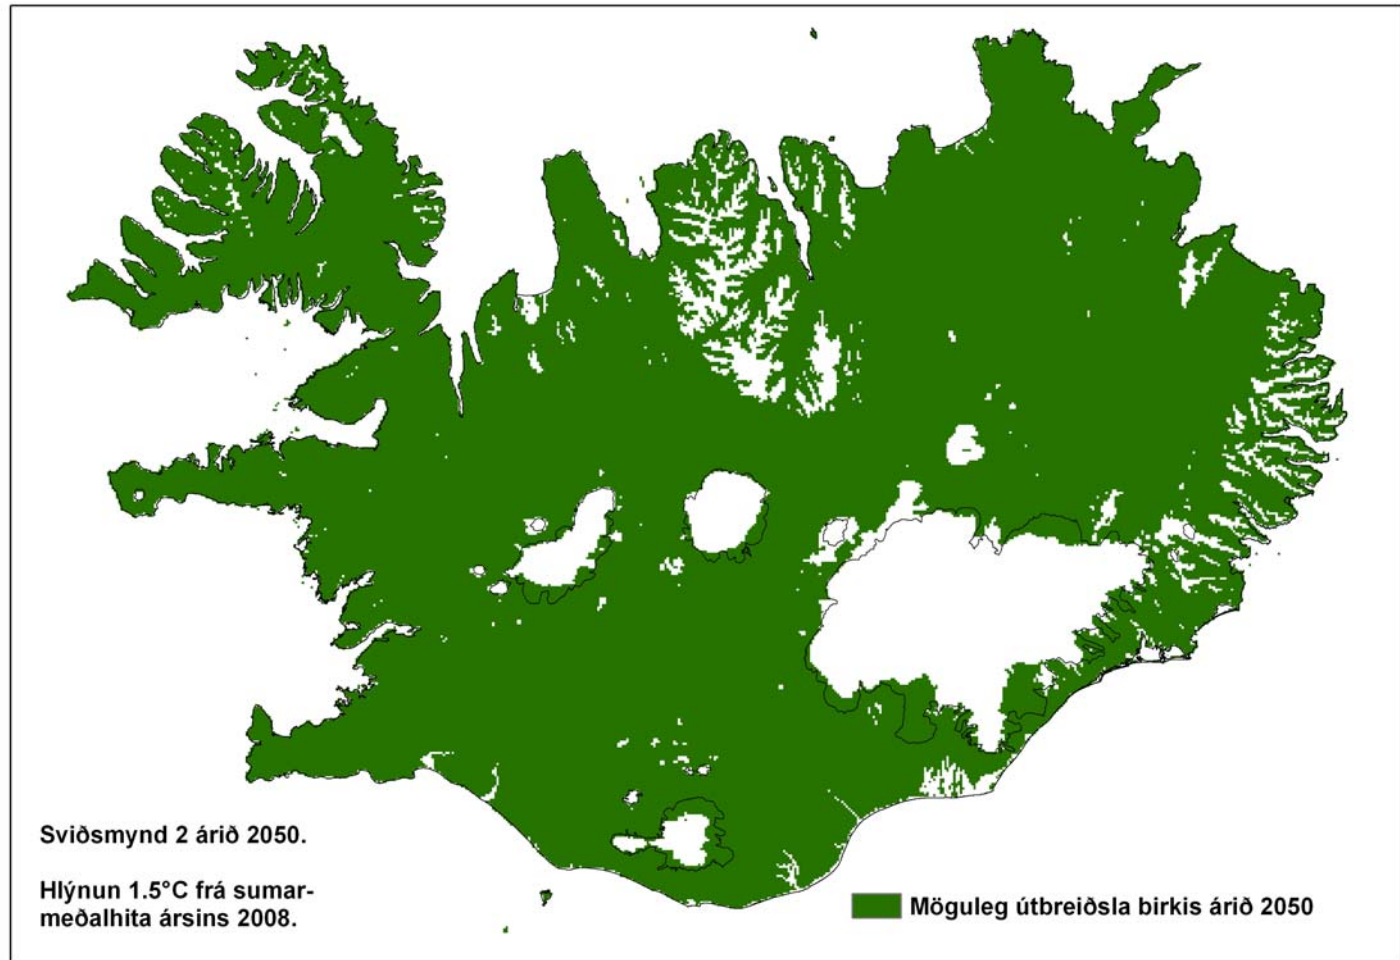 Sviðsmynd 2 árið 2050.
Hlýnun 1.5°C frá sumar-
meðalhita ársins 2008.
Möguleg útbreiðsla birkis árið 2050